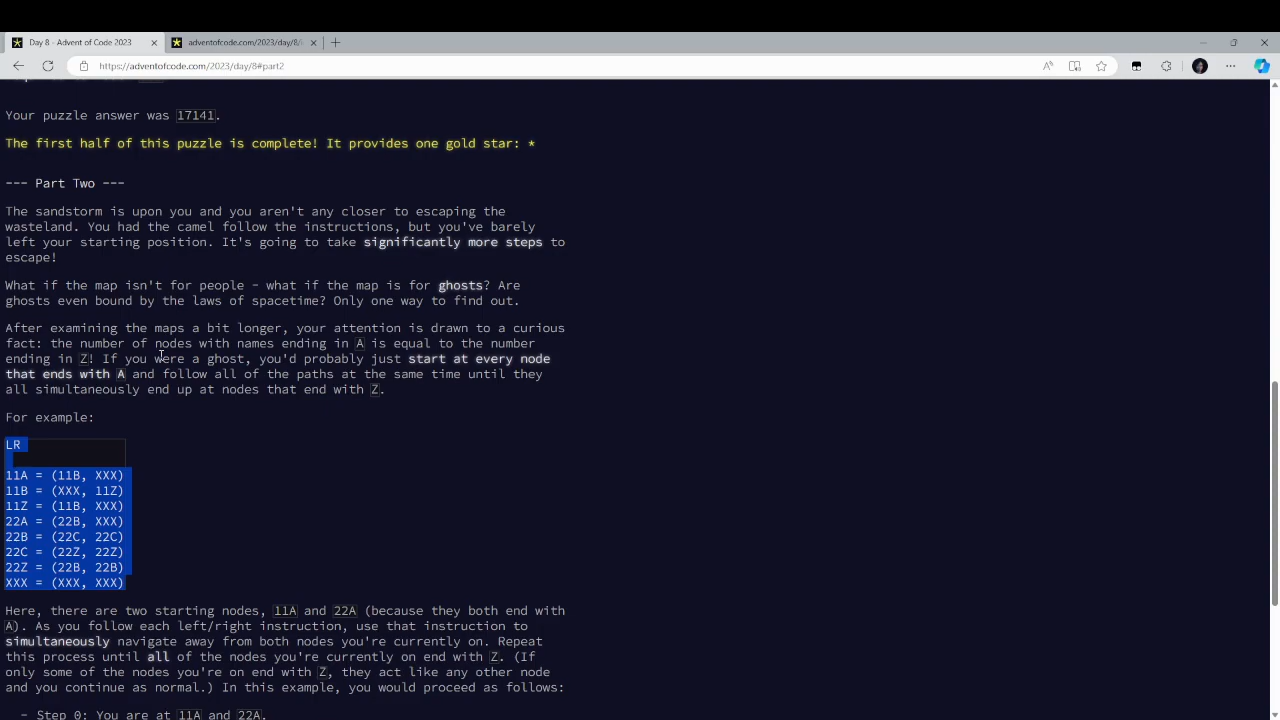 Day 8 - Advent of Code 2023
adventofcode.com/2023/day/8/i
https://adventofcode.com/2023/day/8#part2
Your puzzle answer was 17141.
The first half of this puzzle is complete! It provides one gold star: *
--- Part Two ---
The sandstorm is upon you and you aren't any closer to escaping the
wasteland. You had the camel follow the instructions, but you've barely
left your starting position. It's going to take significantly more steps to
escape!
What if the map isn't for people - what if the map is for ghosts? Are
ghosts even bound by the laws of spacetime? Only one way to find out.
After examining the maps a bit longer, your attention is drawn to a curious
fact: the number of nodes with names ending in A is equal to the number
ending in Z! If you were a ghost, you'd probably just start at every node
that ends with A and follow all of the paths at the same time until they
all simultaneously end up at nodes that end with Z.
For example:
LR
11A = (11B, XXX)
11B = (XXX, 11Z)
11Z = (11B, XXX)
22A = (22B, XXX)
22B = (22C, 22C)
22C = (22Z, 22Z)
22Z = (22B, 22B)
XXX = (XXX, XXX)
Here, there are two starting nodes, 11A and 22A (because they both end with
A). As you follow each left/right instruction, use that instruction to
simultaneously navigate away from both nodes you're currently on. Repeat
this process until all of the nodes you're currently on end with Z. (If
only some of the nodes you're on end with Z, they act like any other node
and you continue as normal.) In this example, you would proceed as follows:
- Step 0: You are at 11A and 22A.